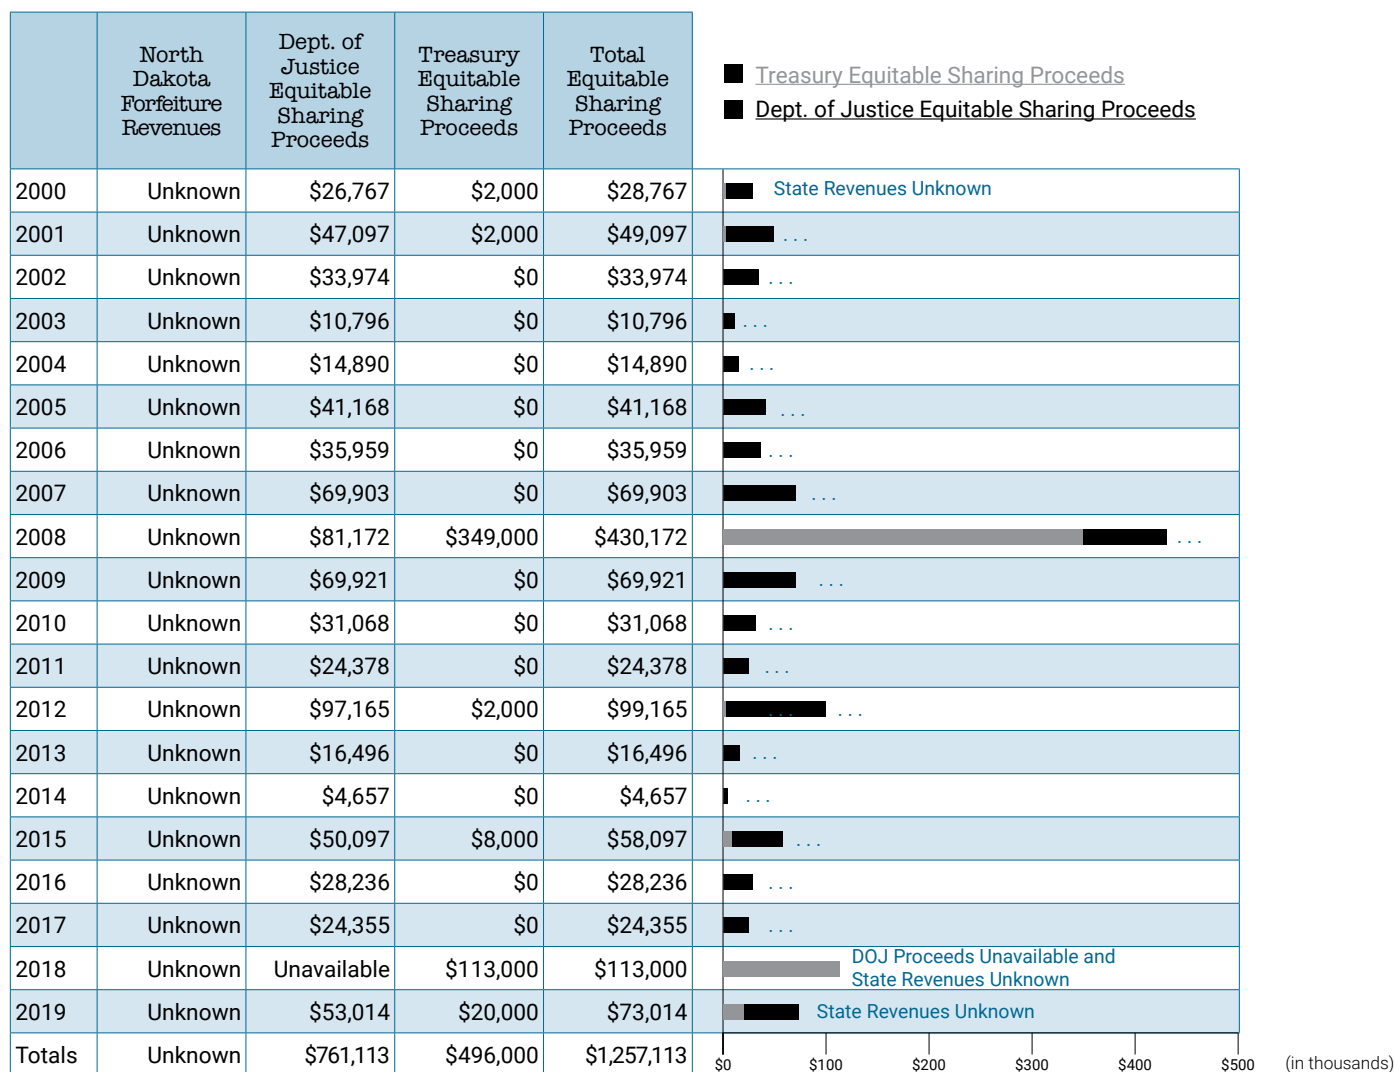 North
Dakota
Forfeiture
Revenues
Dept. of
Justice
Equitable
Sharing
Proceeds
Treasury
Equitable
Sharing
Proceeds
Total
Equitable
Sharing
Proceeds
Treasury Equitable Sharing Proceeds
Dept. of Justice Equitable Sharing Proceeds
2000 Unknown $26,767 $2,000 $28,767 State Revenues Unknown
2001 Unknown $47,097 $2,000 $49,097 ...
2002 Unknown $33,974 $0 $33,974 ...
2003 Unknown $10,796 $0 $10,796 ...
2004 Unknown $14,890 $0 $14,890 ...
2005 Unknown $41,168 $0 $41,168 ...
2006 Unknown $35,959 $0 $35,959 ...
2007 Unknown $69,903 $0 $69,903 ...
2008 Unknown $81,172 $349,000 $430,172 ...
2009 Unknown $69,921 $0 $69,921 ...
2010 Unknown $31,068 $0 $31,068 ...
2011 Unknown $24,378 $0 $24,378 ...
2012 Unknown $97,165 $2,000 $99,165 ... ...
2013 Unknown $16,496 $0 $16,496 ...
2014 Unknown $4,657 $0 $4,657 ...
2015 Unknown $50,097 $8,000 $58,097 ...
2016 Unknown $28,236 $0 $28,236 ...
2017 Unknown $24,355 $0 $24,355 ...
2018 Unknown Unavailable $113,000 $113,000 DOJ Proceeds Unavailable and
State Revenues Unknown
2019 Unknown $53,014 $20,000 $73,014 State Revenues Unknown
Totals Unknown $761,113 $496,000 $1,257,113
$0 $100 $200 $300 $400 $500 (in thousands)